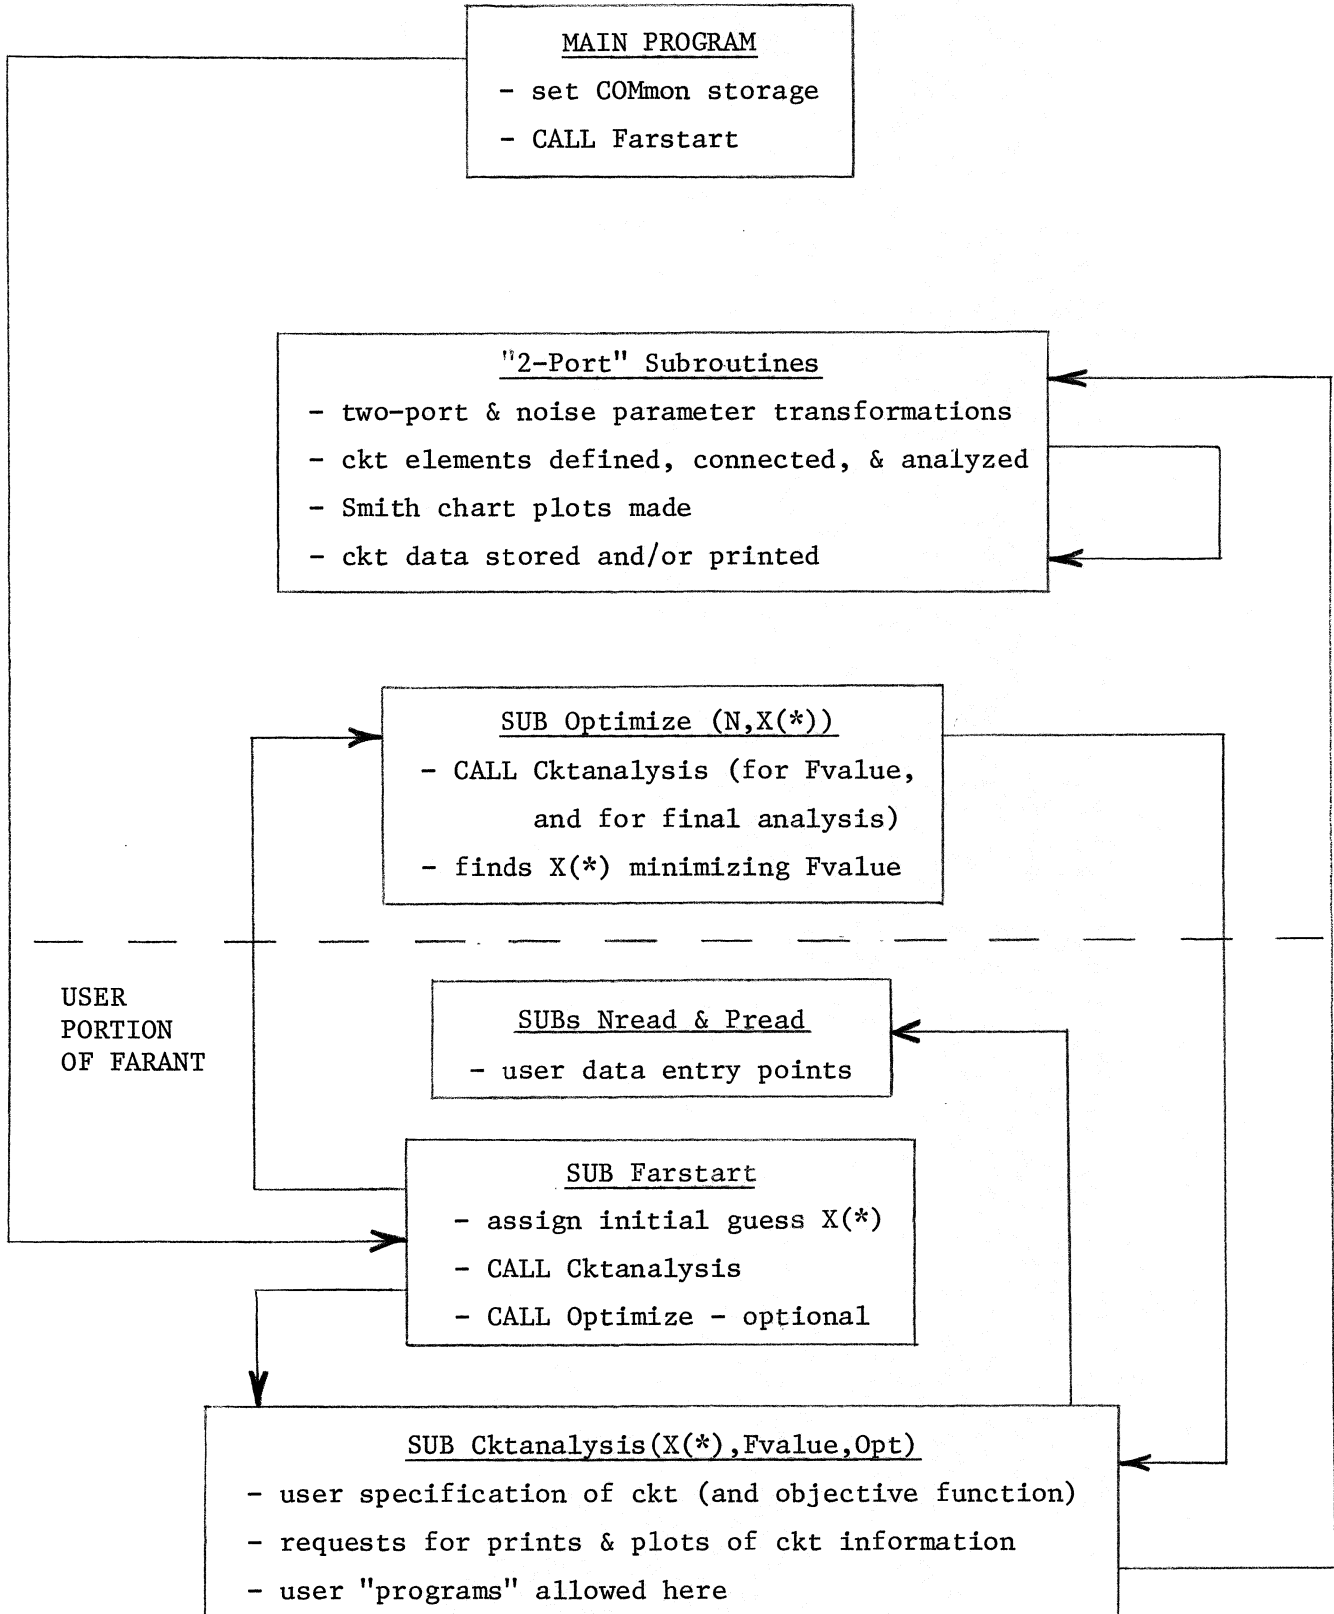 MAIN PROGRAM
- set COMmon storage
- CALL Farstart
"2-Port" Subroutines
- two-port & noise parameter transformations
- ckt elements defined, connected, & analyzed
- Smith chart plots made
- ckt data stored and/or printed
SUB Optimize (N,X(*))
- CALL Cktanalysis (for Fvalue,
and for final analysis)
- finds X(*) minimizing Fvalue
USER
PORTION
OF FARANT
SUBs Nread & Pread
- user data entry points
SUB Farstart
- assign initial guess X(*)
- CALL Cktanalysis
- CALL Optimize - optional
SUB Cktanalysis(X(*),Fvalue,Opt)
- user specification of ckt (and objective function)
- requests for prints & plots of ckt information
- user "programs" allowed here